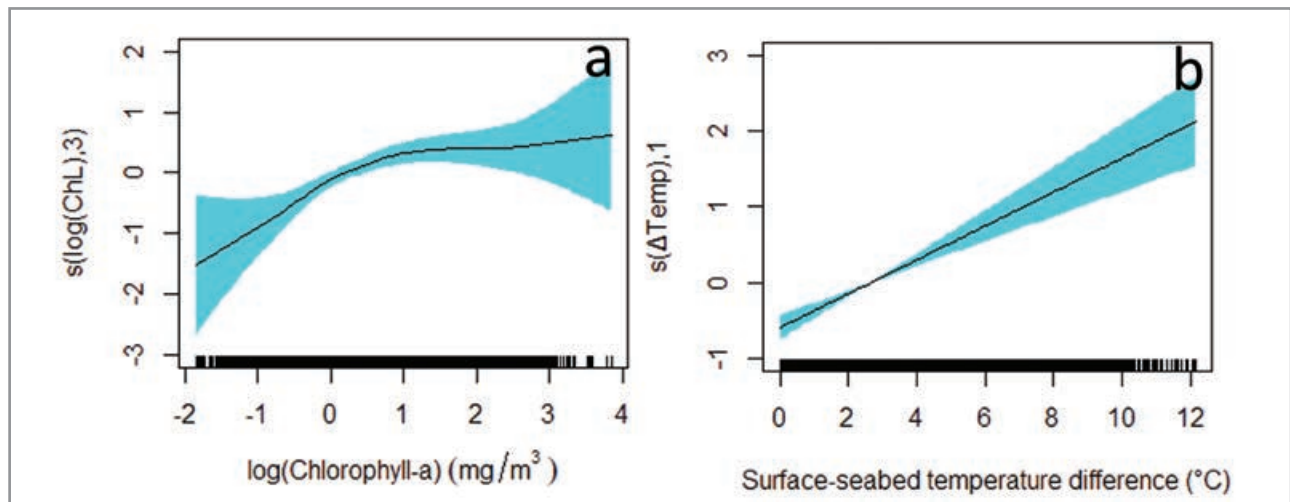 a
s(log(ChL),3)
2
1
0
-1
-2
-3
-2 -1 0 1 2 3 4
log(Chlorophyll-a) (mg/m³)
b
s(ΔTemp),1
3
2
1
0
-1
0 2 4 6 8 10 12
Surface-seabed temperature difference (°C)